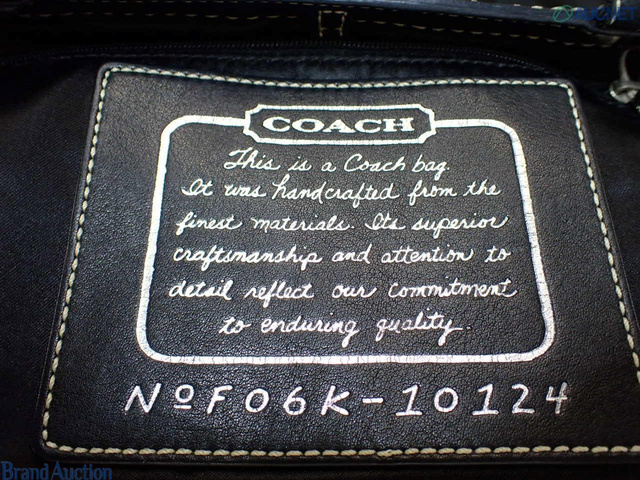 COACH
This is a Coach bag.
It was handcrafted from the
finest materials. Its superior
craftsmanship and attention to
detail reflect our commitment
to enduring quality.
NºF06K-10124
Brand Auction